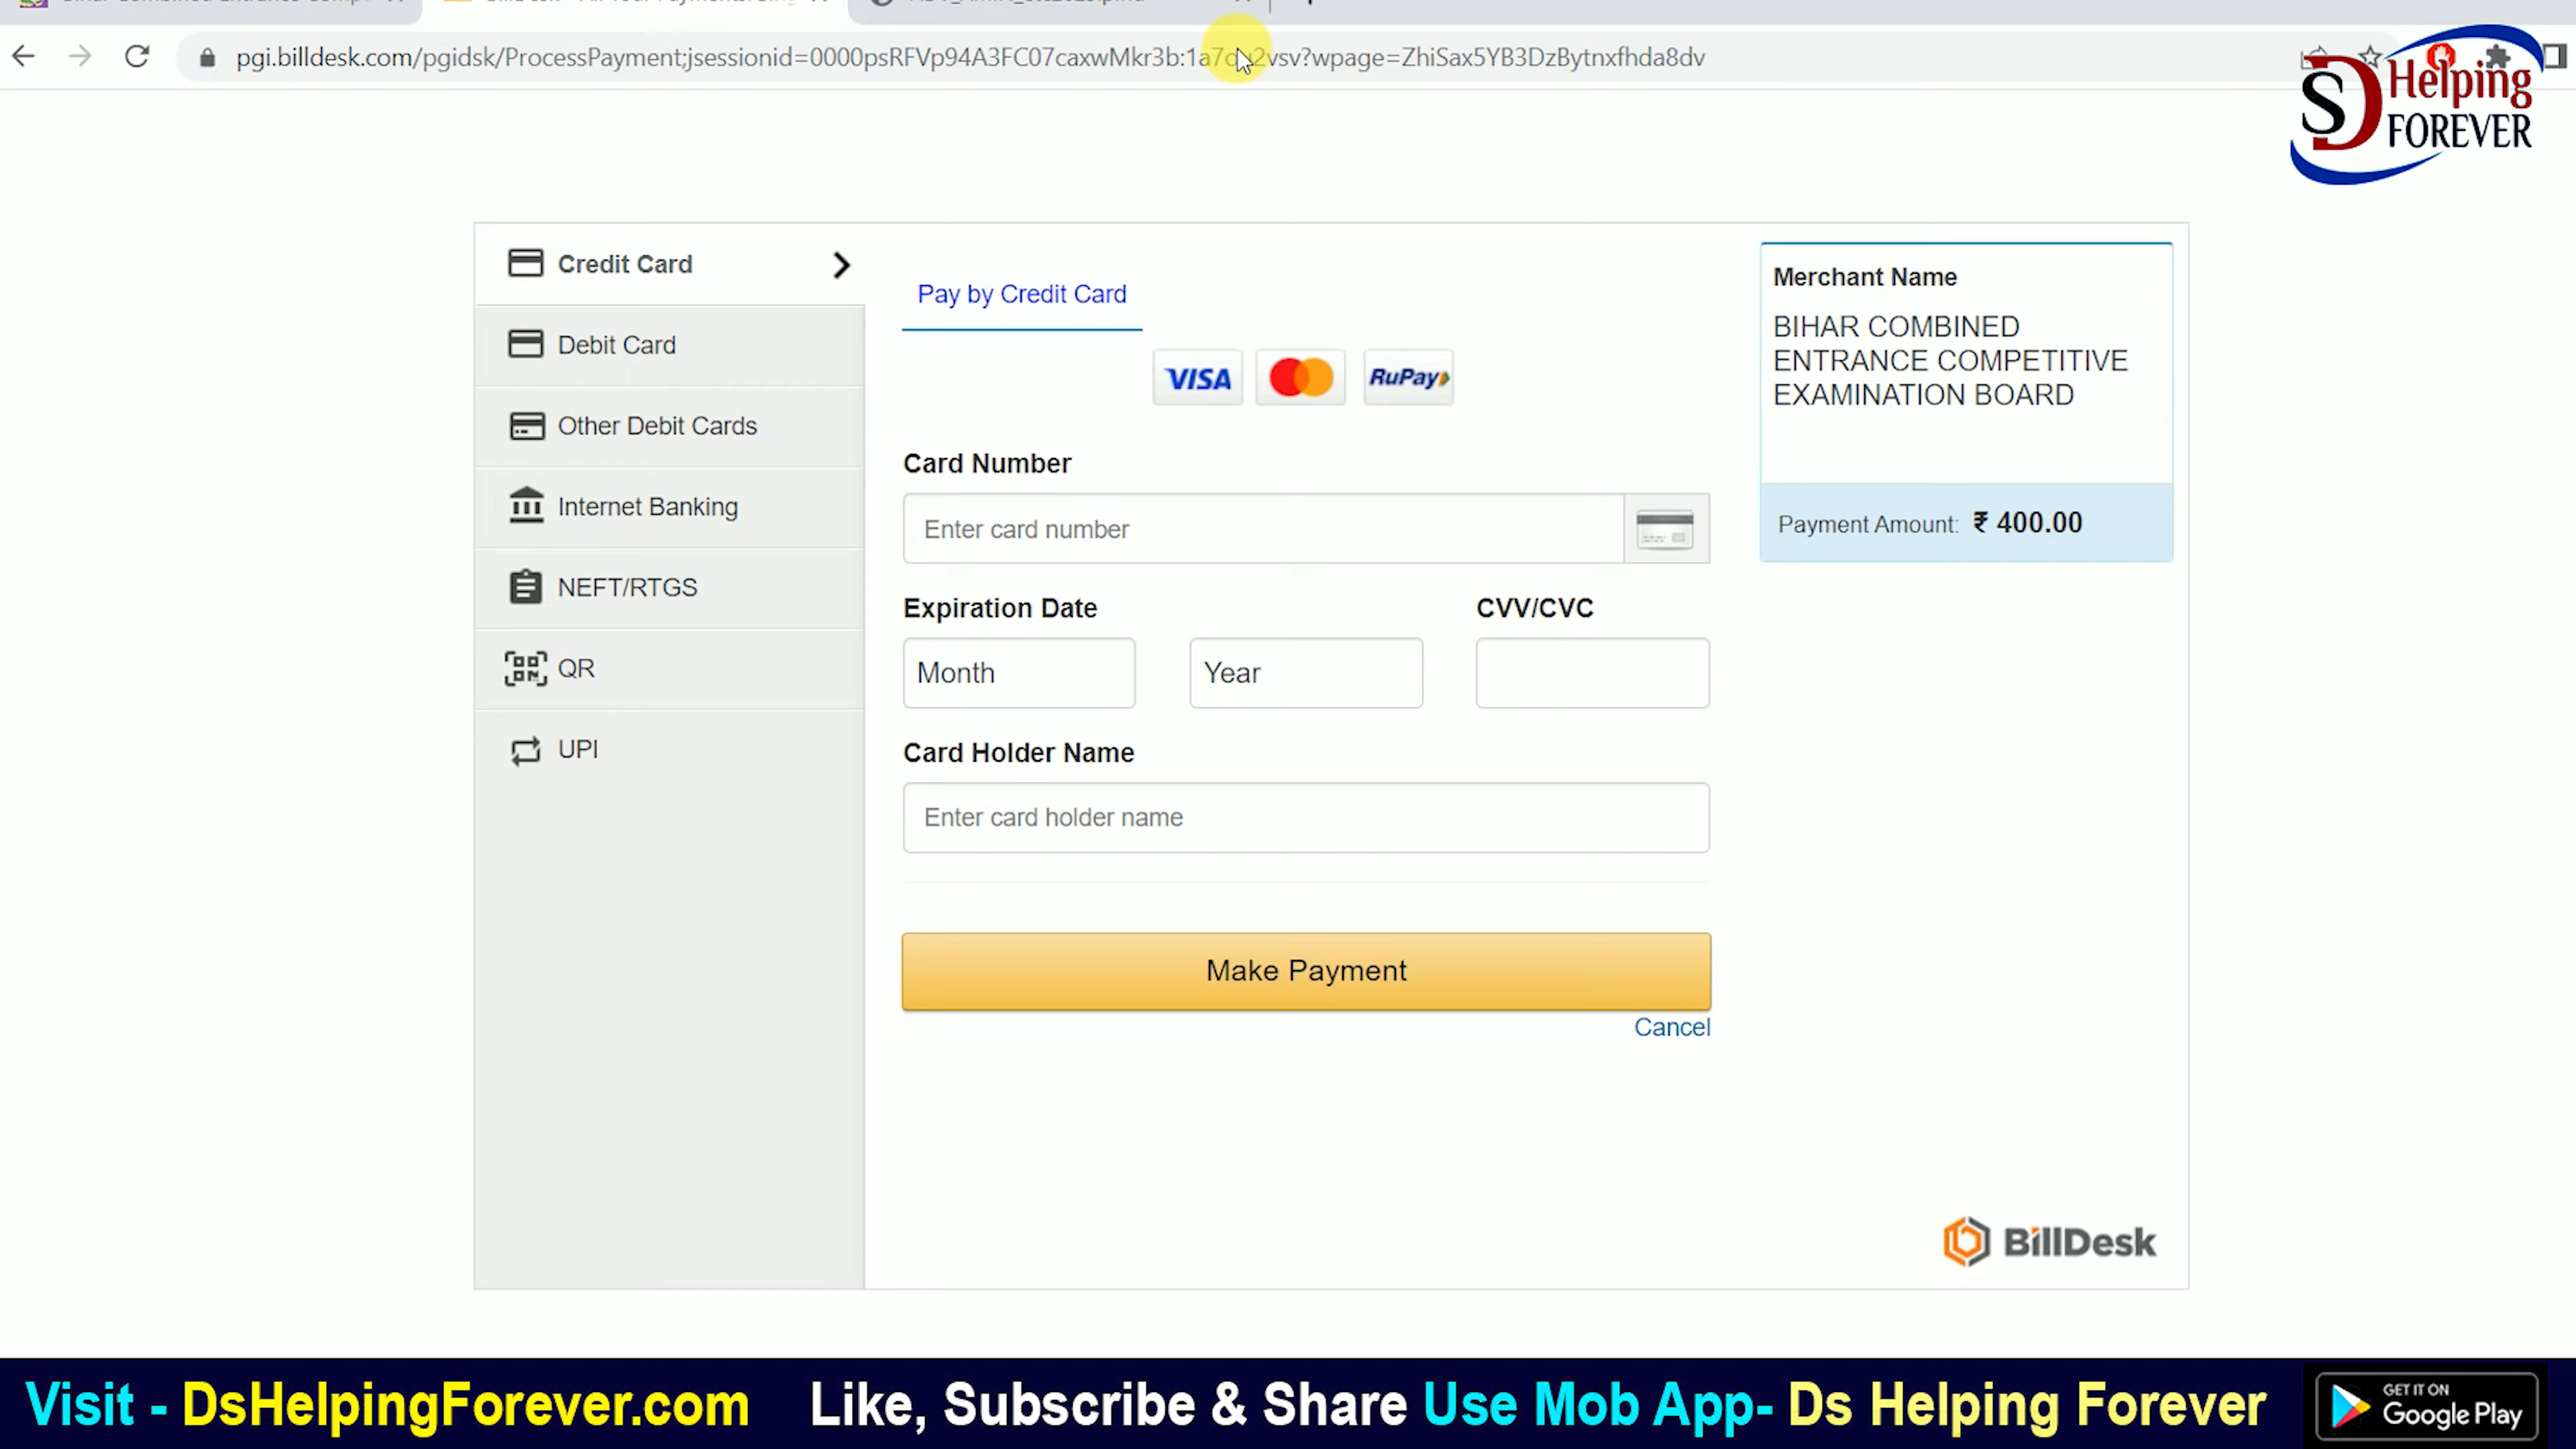 pgi.billdesk.com/pgidsk/ProcessPayment;jsessionid=0000psRFVp94A3FC07caxwMkr3b:1a7 2vsv?wpage=ZhiSax5YB3DzBytnxfhda8dv
SD Helping
FOREVER
Credit Card
Debit Card
Other Debit Cards
Internet Banking
NEFT/RTGS
QR
UPI
Pay by Credit Card
VISA RuPay
Card Number
Enter card number
Expiration Date CVV/CVC
Month Year
Card Holder Name
Enter card holder name
Make Payment
Cancel
Merchant Name
BIHAR COMBINED
ENTRANCE COMPETITIVE
EXAMINATION BOARD
Payment Amount: ₹ 400.00
BillDesk
Visit - DsHelpingForever.com Like, Subscribe & Share Use Mob App- Ds Helping Forever
GET IT ON
Google Play